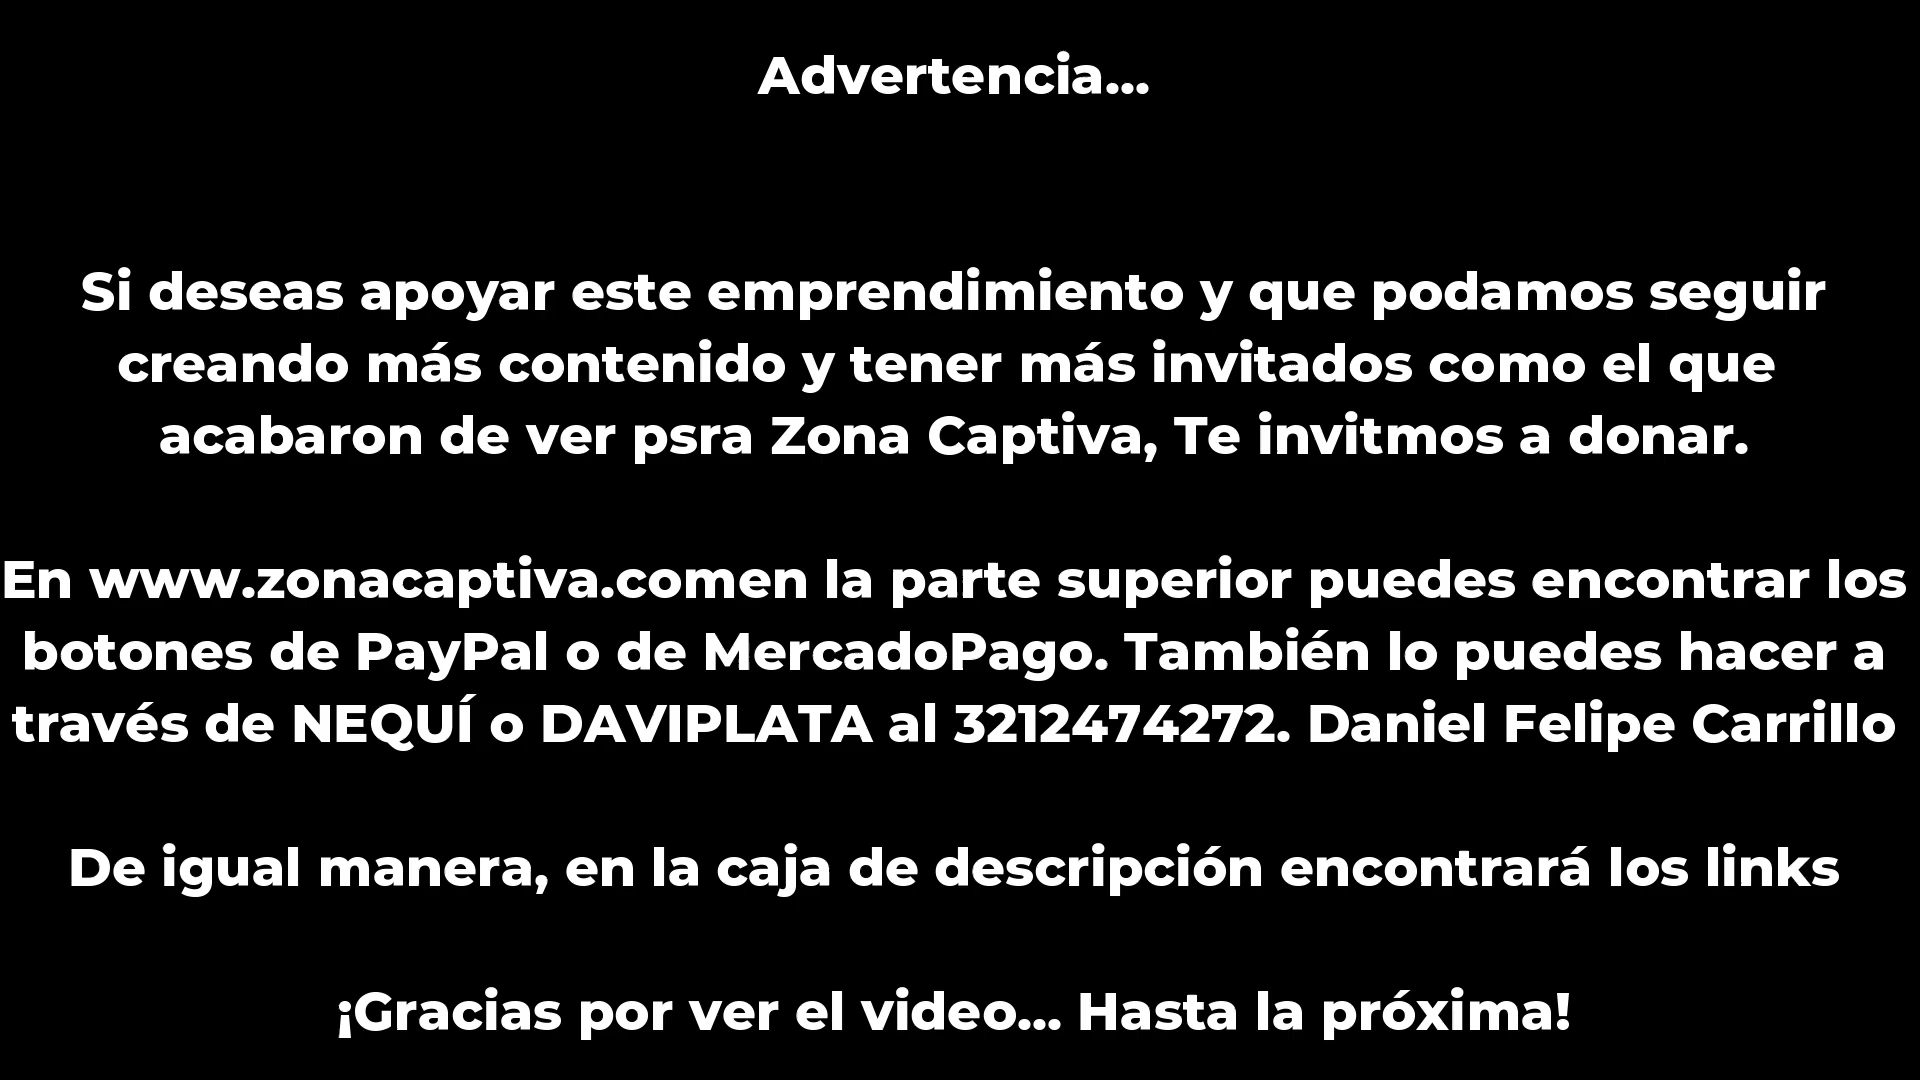 Advertencia...
Si deseas apoyar este emprendimiento y que podamos seguir
creando más contenido y tener más invitados como el que
acabaron de ver psra Zona Captiva, Te invitmos a donar.
En www.zonacaptiva.comen la parte superior puedes encontrar los
botones de PayPal o de MercadoPago. También lo puedes hacer a
través de NEQUÍ o DAVIPLATA al 3212474272. Daniel Felipe Carrillo
De igual manera, en la caja de descripción encontrará los links
¡Gracias por ver el video... Hasta la próxima!